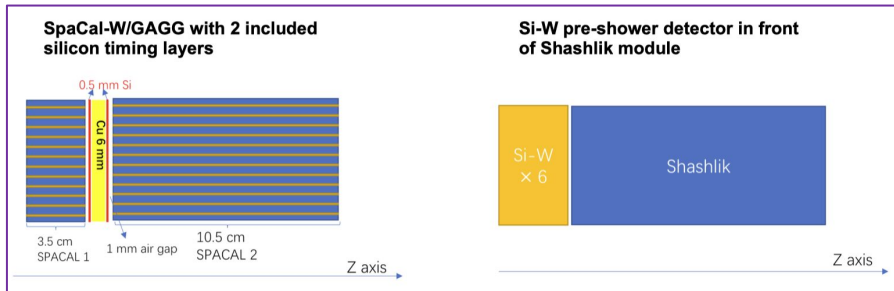 SpaCal-W/GAGG with 2 included
silicon timing layers
0.5 mm Si
Cu 6 mm
3.5 cm
SPACAL 1
1 mm air gap
10.5 cm
SPACAL 2
Z axis
Si-W pre-shower detector in front
of Shashlik module
Si-W
× 6
Shashlik
Z axis